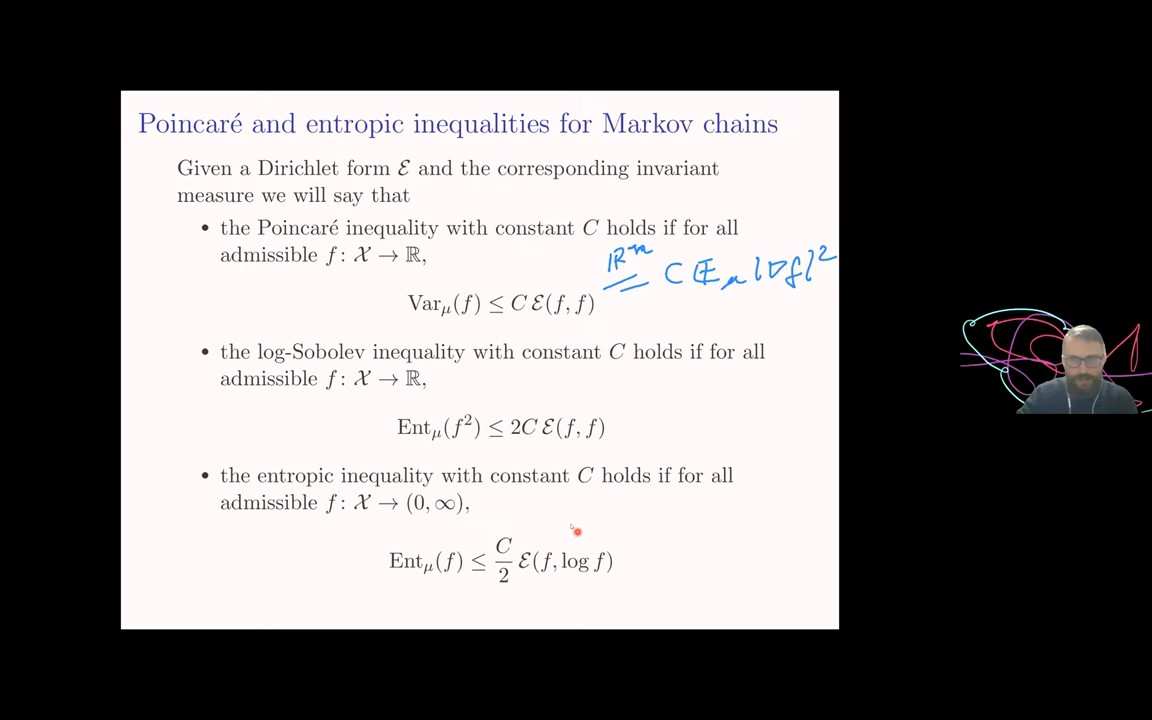 Poincaré and entropic inequalities for Markov chains
Given a Dirichlet form ℰ and the corresponding invariant
measure we will say that
• the Poincaré inequality with constant C holds if for all
admissible f : 𝒳 → ℝ,
Var_μ(f) ≤ C ℰ(f, f) =^{ℝ^n} C 𝔼_μ |∇f|^2
• the log-Sobolev inequality with constant C holds if for all
admissible f : 𝒳 → ℝ,
Ent_μ(f^2) ≤ 2C ℰ(f, f)
• the entropic inequality with constant C holds if for all
admissible f : 𝒳 → (0, ∞),
Ent_μ(f) ≤ C/2 ℰ(f, log f)